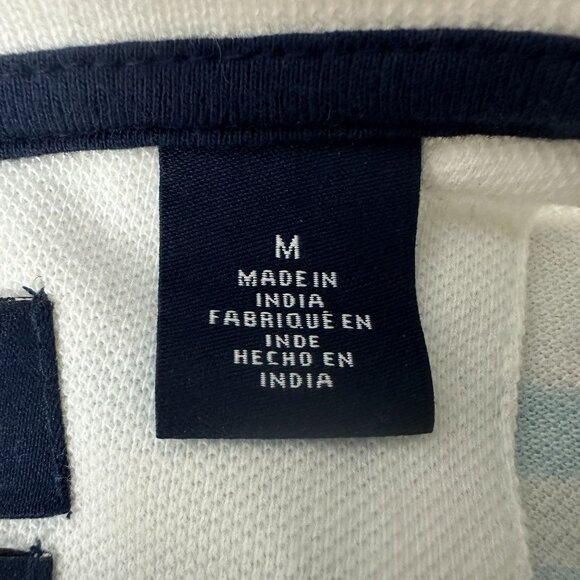 M
MADE IN
INDIA
FABRIQUÉ EN
INDE
HECHO EN
INDIA